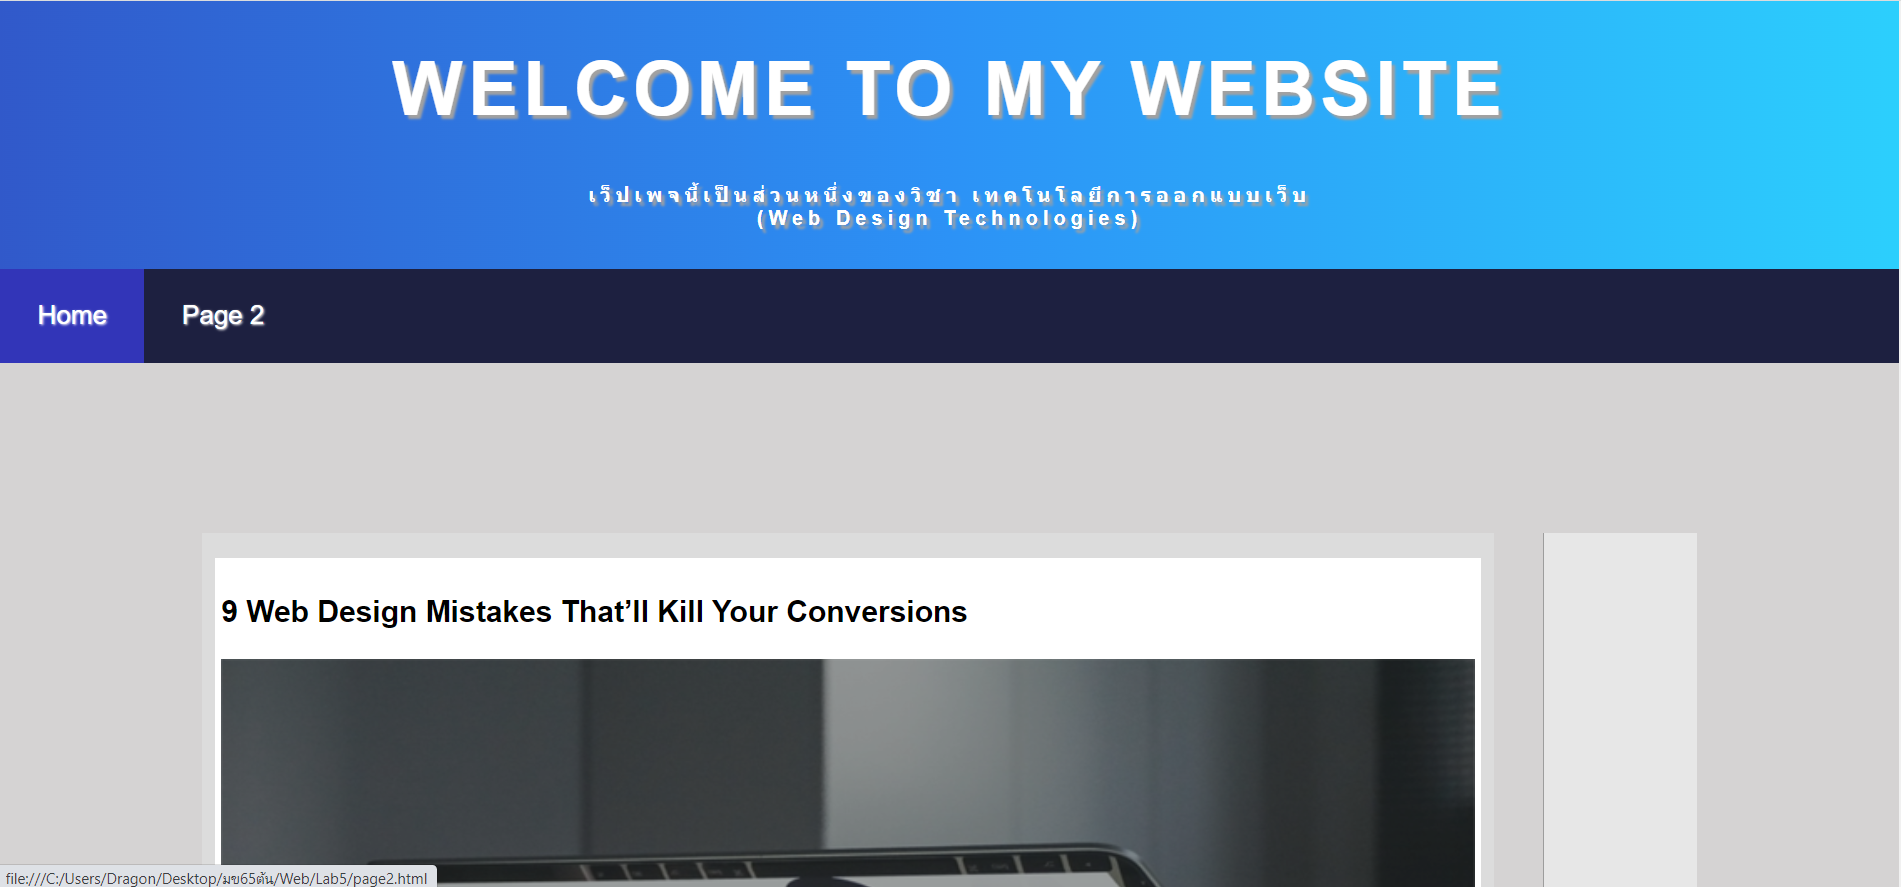 WELCOME TO MY WEBSITE
เว็ปเพจนี้เป็นส่วนหนึ่งของวิชา เทคโนโลยีการออกแบบเว็บ
(Web Design Technologies)
Home
Page 2
9 Web Design Mistakes That’ll Kill Your Conversions
file:///C:/Users/Dragon/Desktop/มข65ต้น/Web/Lab5/page2.html